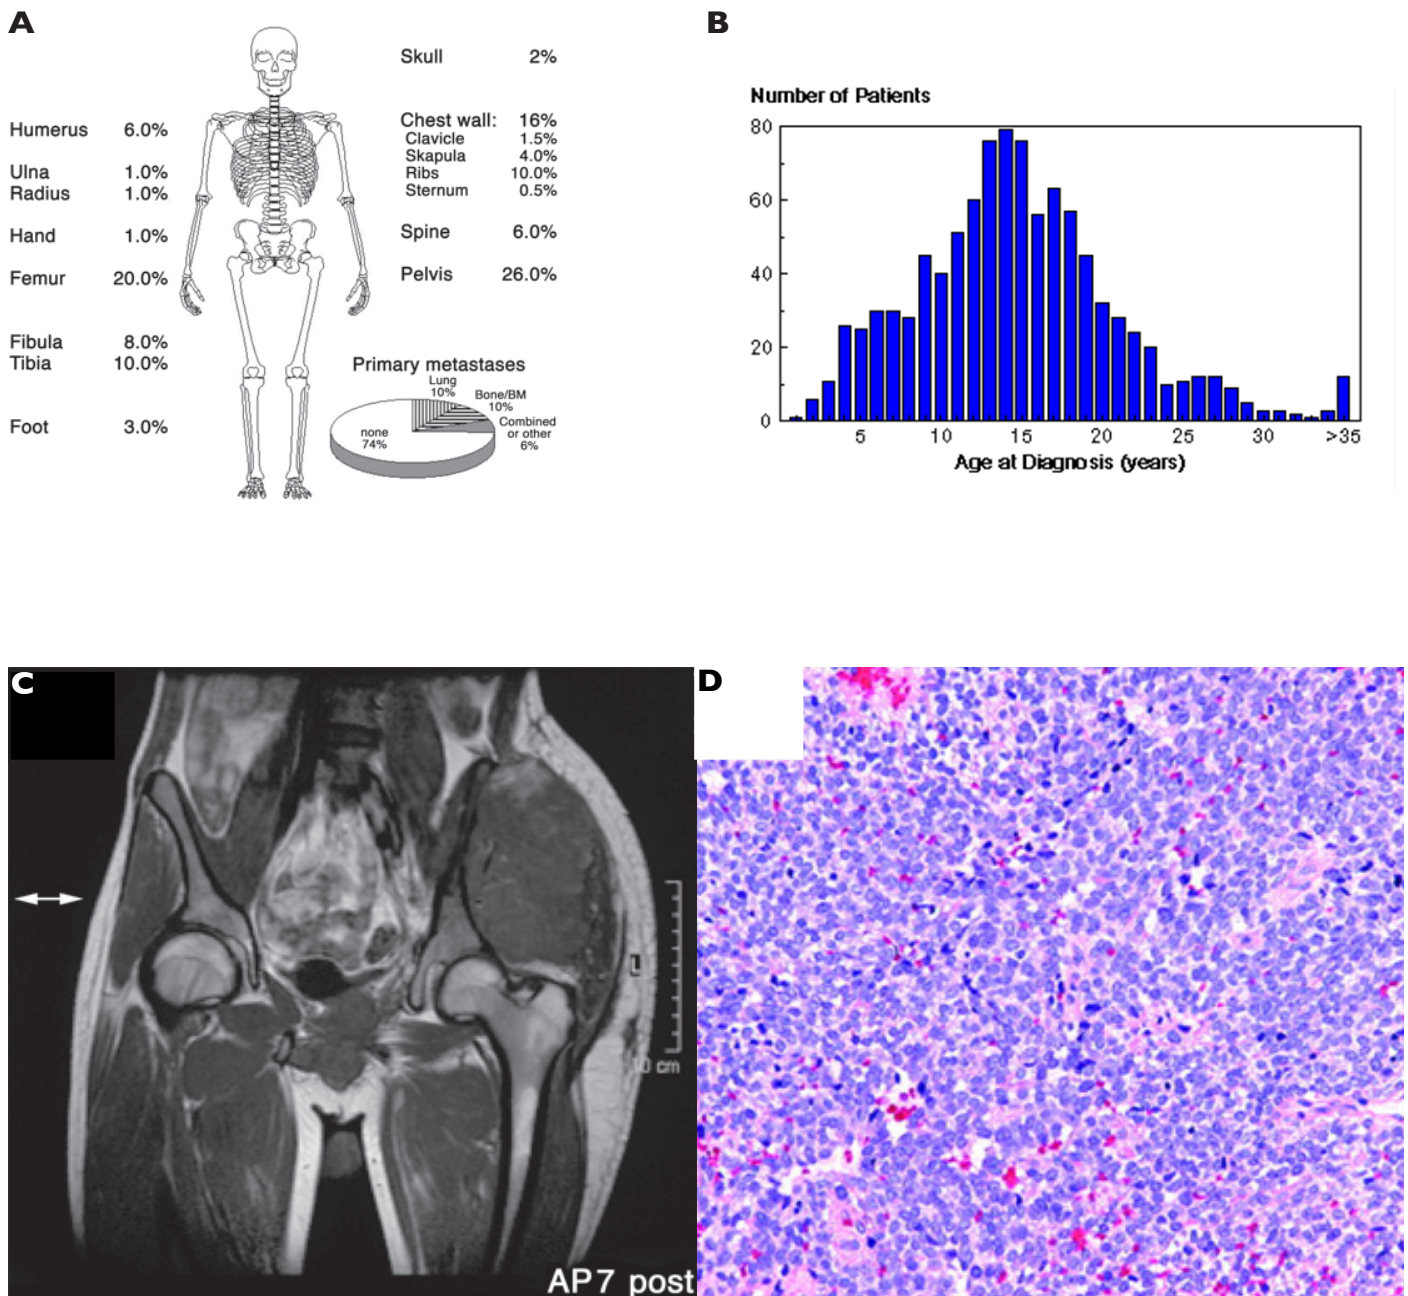 A
Humerus 6.0%
Ulna 1.0%
Radius 1.0%
Hand 1.0%
Femur 20.0%
Fibula 8.0%
Tibia 10.0%
Foot 3.0%
Skull 2%
Chest wall: 16%
Clavicle 1.5%
Skapula 4.0%
Ribs 10.0%
Sternum 0.5%
Spine 6.0%
Pelvis 26.0%
Primary metastases
Lung
10%
Bone/BM
10%
Combined
or other
6%
none
74%
B
Number of Patients
80
60
40
20
0
5 10 15 20 25 30 >35
Age at Diagnosis (years)
C
L
10 cm
AP7 post
D